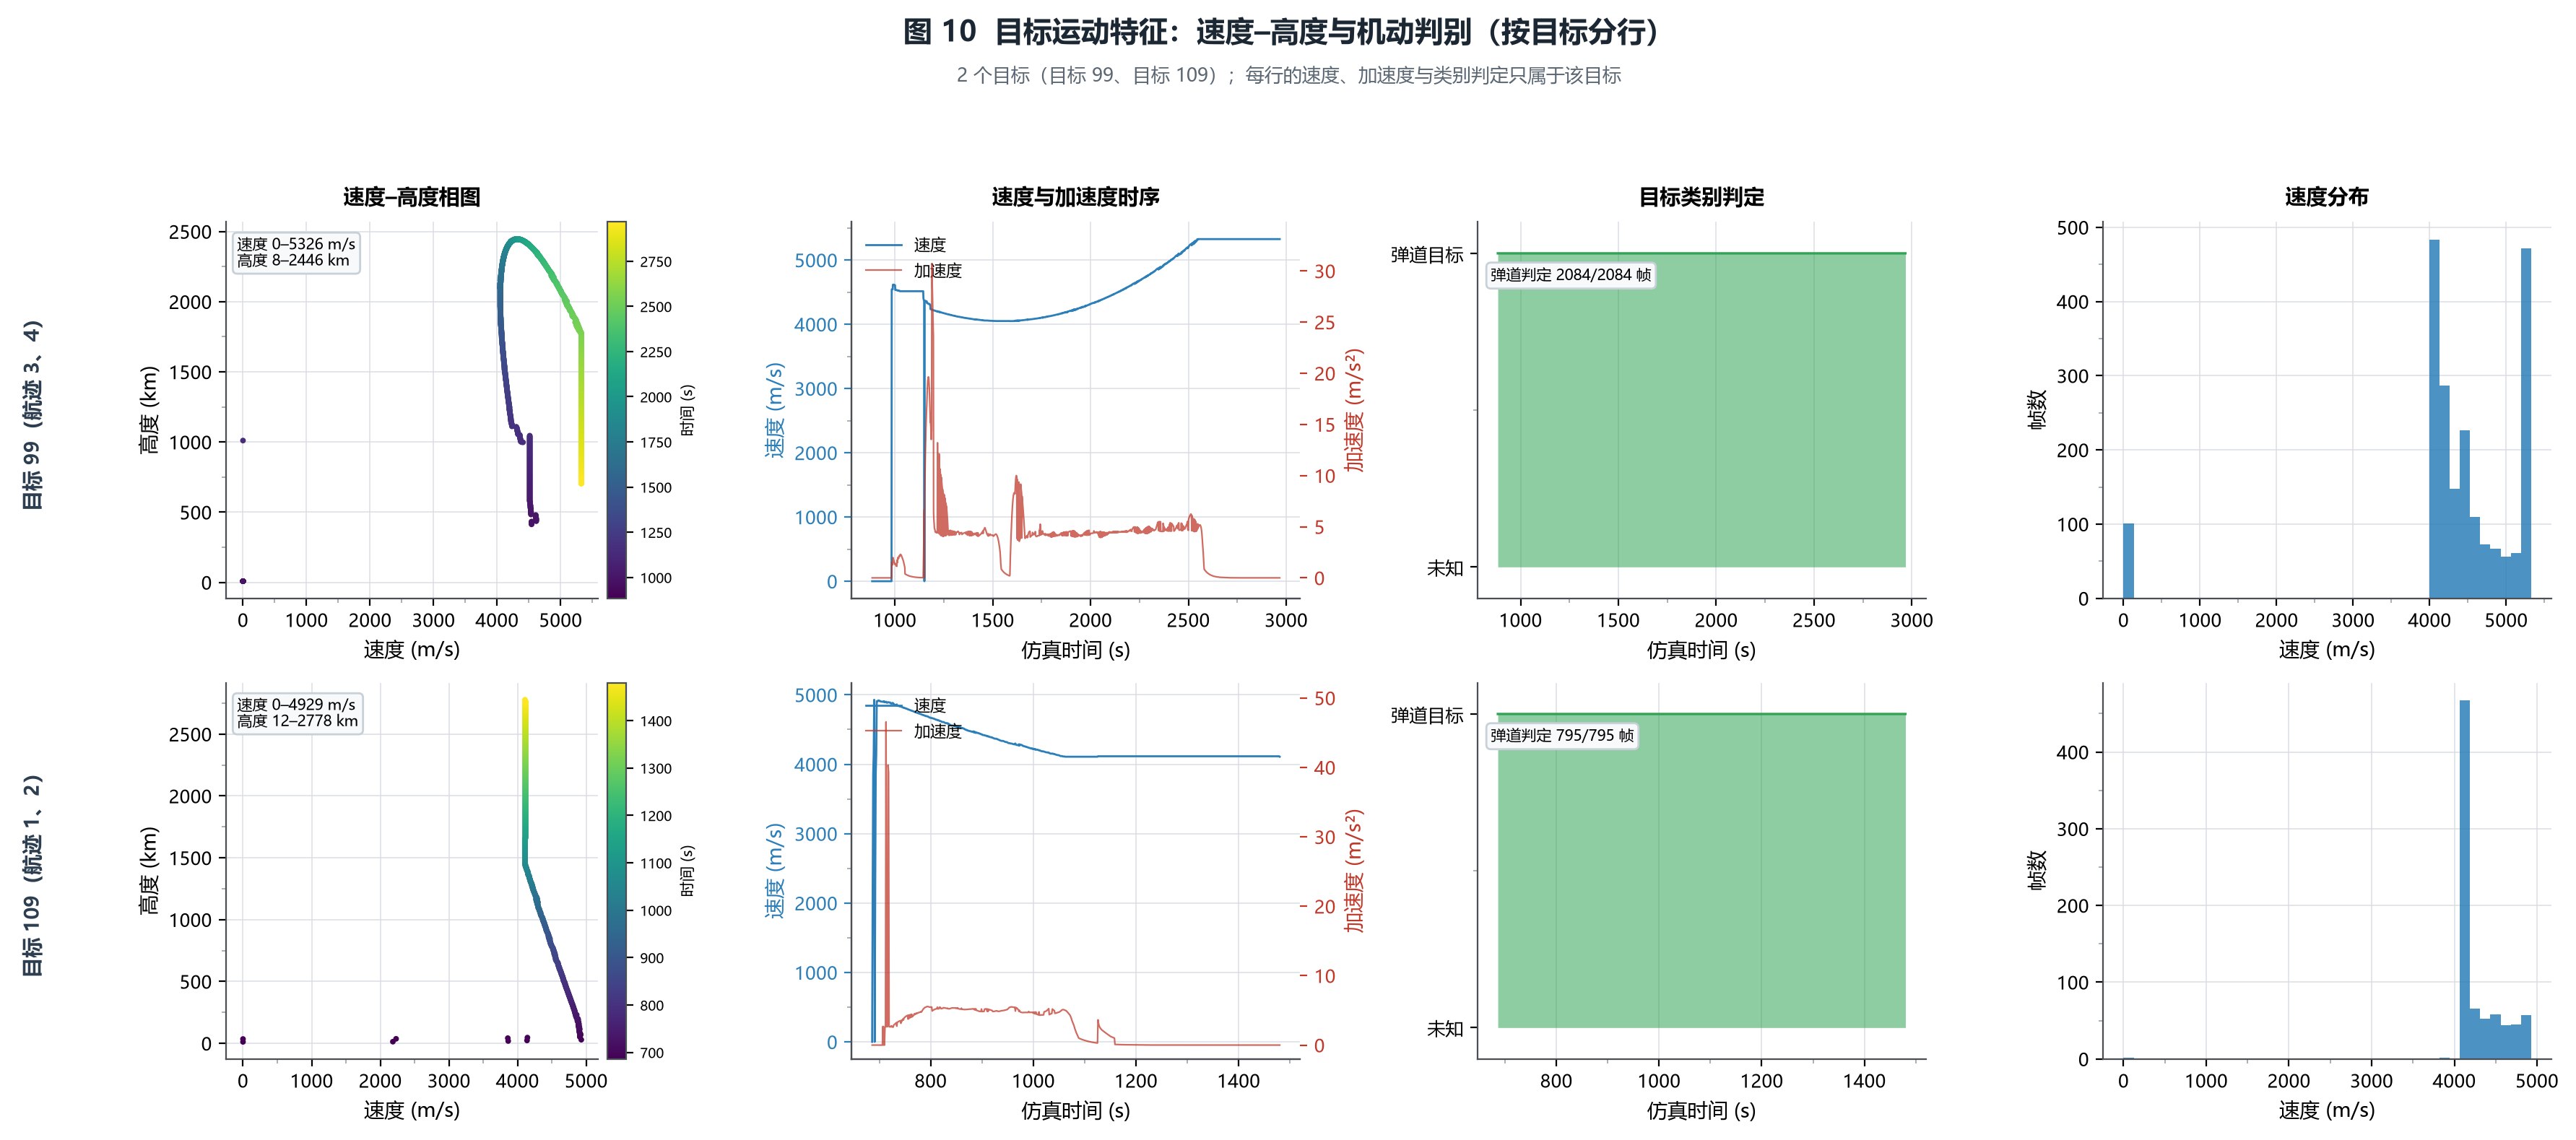 图 10 目标运动特征：速度–高度与机动判别（按目标分行）
2 个目标（目标 99、目标 109）；每行的速度、加速度与类别判定只属于该目标
目标 99（航迹 3、4）
速度–高度相图
速度 0–5326 m/s
高度 8–2446 km
高度 (km)
2500
2000
1500
1000
500
0
0 1000 2000 3000 4000 5000
速度 (m/s)
2750
2500
2250
2000
1750
1500
1250
1000
时间 (s)
速度与加速度时序
速度
加速度
速度 (m/s)
5000
4000
3000
2000
1000
0
1000 1500 2000 2500 3000
仿真时间 (s)
30
25
20
15
10
5
0
加速度 (m/s²)
目标类别判定
弹道目标
弹道判定 2084/2084 帧
未知
1000 1500 2000 2500 3000
仿真时间 (s)
速度分布
帧数
500
400
300
200
100
0
0 1000 2000 3000 4000 5000
速度 (m/s)
目标 109（航迹 1、2）
速度 0–4929 m/s
高度 12–2778 km
高度 (km)
2500
2000
1500
1000
500
0
0 1000 2000 3000 4000 5000
速度 (m/s)
1400
1300
1200
1100
1000
900
800
700
时间 (s)
速度
加速度
速度 (m/s)
5000
4000
3000
2000
1000
0
800 1000 1200 1400
仿真时间 (s)
50
40
30
20
10
0
加速度 (m/s²)
弹道目标
弹道判定 795/795 帧
未知
800 1000 1200 1400
仿真时间 (s)
帧数
400
300
200
100
0
0 1000 2000 3000 4000 5000
速度 (m/s)